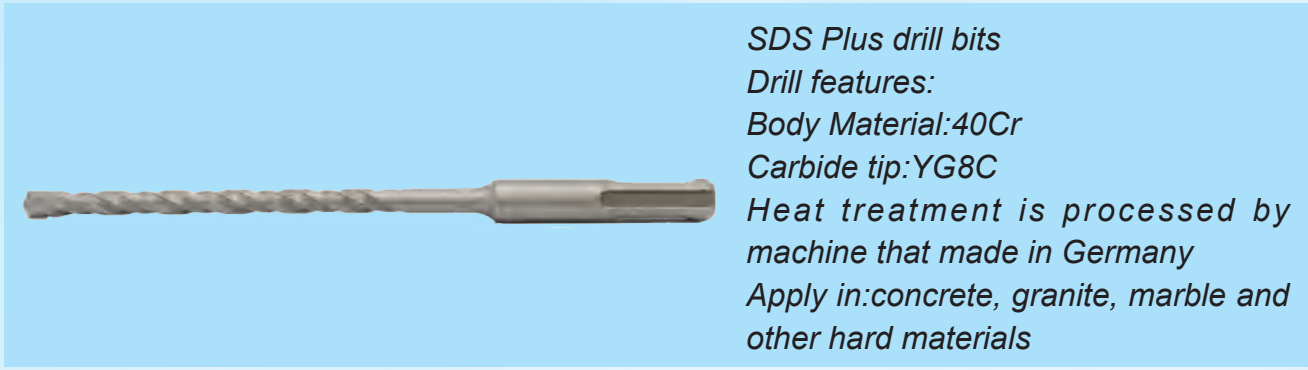 SDS Plus drill bits
Drill features:
Body Material:40Cr
Carbide tip:YG8C
Heat treatment is processed by
machine that made in Germany
Apply in:concrete, granite, marble and
other hard materials